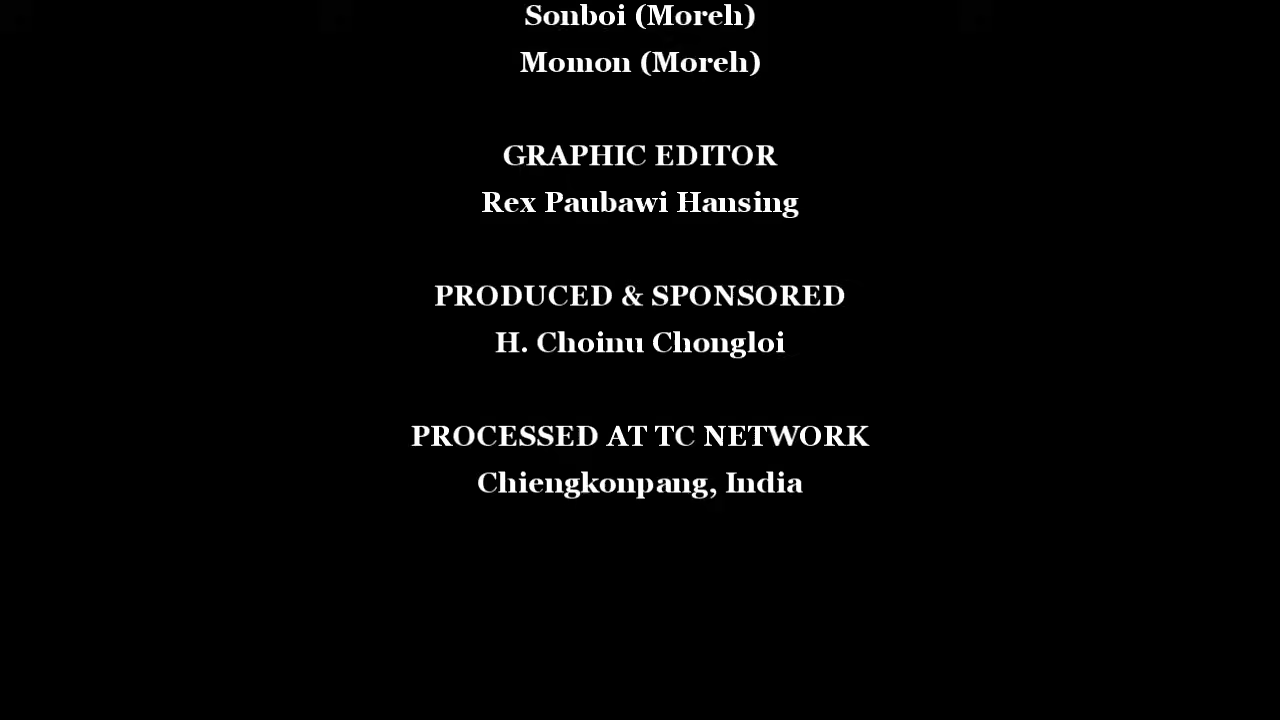 Sonboi (Moreh)
Momon (Moreh)
GRAPHIC EDITOR
Rex Paubawi Hansing
PRODUCED & SPONSORED
H. Choinu Chongloi
PROCESSED AT TC NETWORK
Chiengkonpang, India